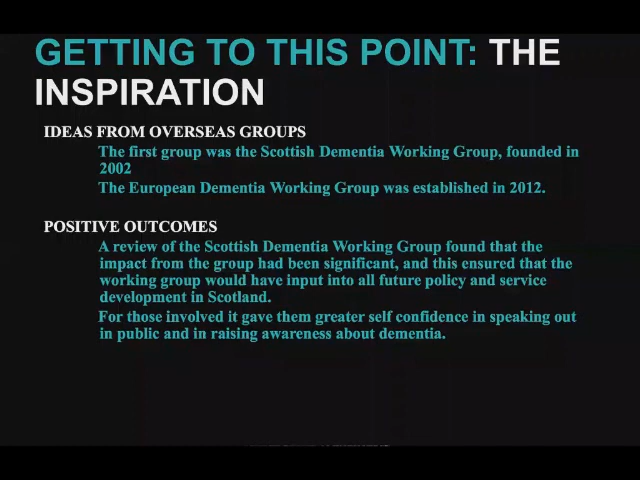 GETTING TO THIS POINT: THE
INSPIRATION
IDEAS FROM OVERSEAS GROUPS
The first group was the Scottish Dementia Working Group, founded in
2002
The European Dementia Working Group was established in 2012.
POSITIVE OUTCOMES
A review of the Scottish Dementia Working Group found that the
impact from the group had been significant, and this ensured that the
working group would have input into all future policy and service
development in Scotland.
For those involved it gave them greater self confidence in speaking out
in public and in raising awareness about dementia.